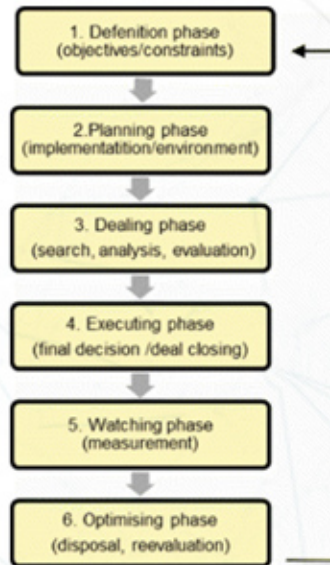 1. Defenition phase
(objectives/constraints)
2.Planning phase
(implementatition/environment)
3. Dealing phase
(search, analysis, evaluation)
4. Executing phase
(final decision /deal closing)
5. Watching phase
(measurement)
6. Optimising phase
(disposal, reevaluation)